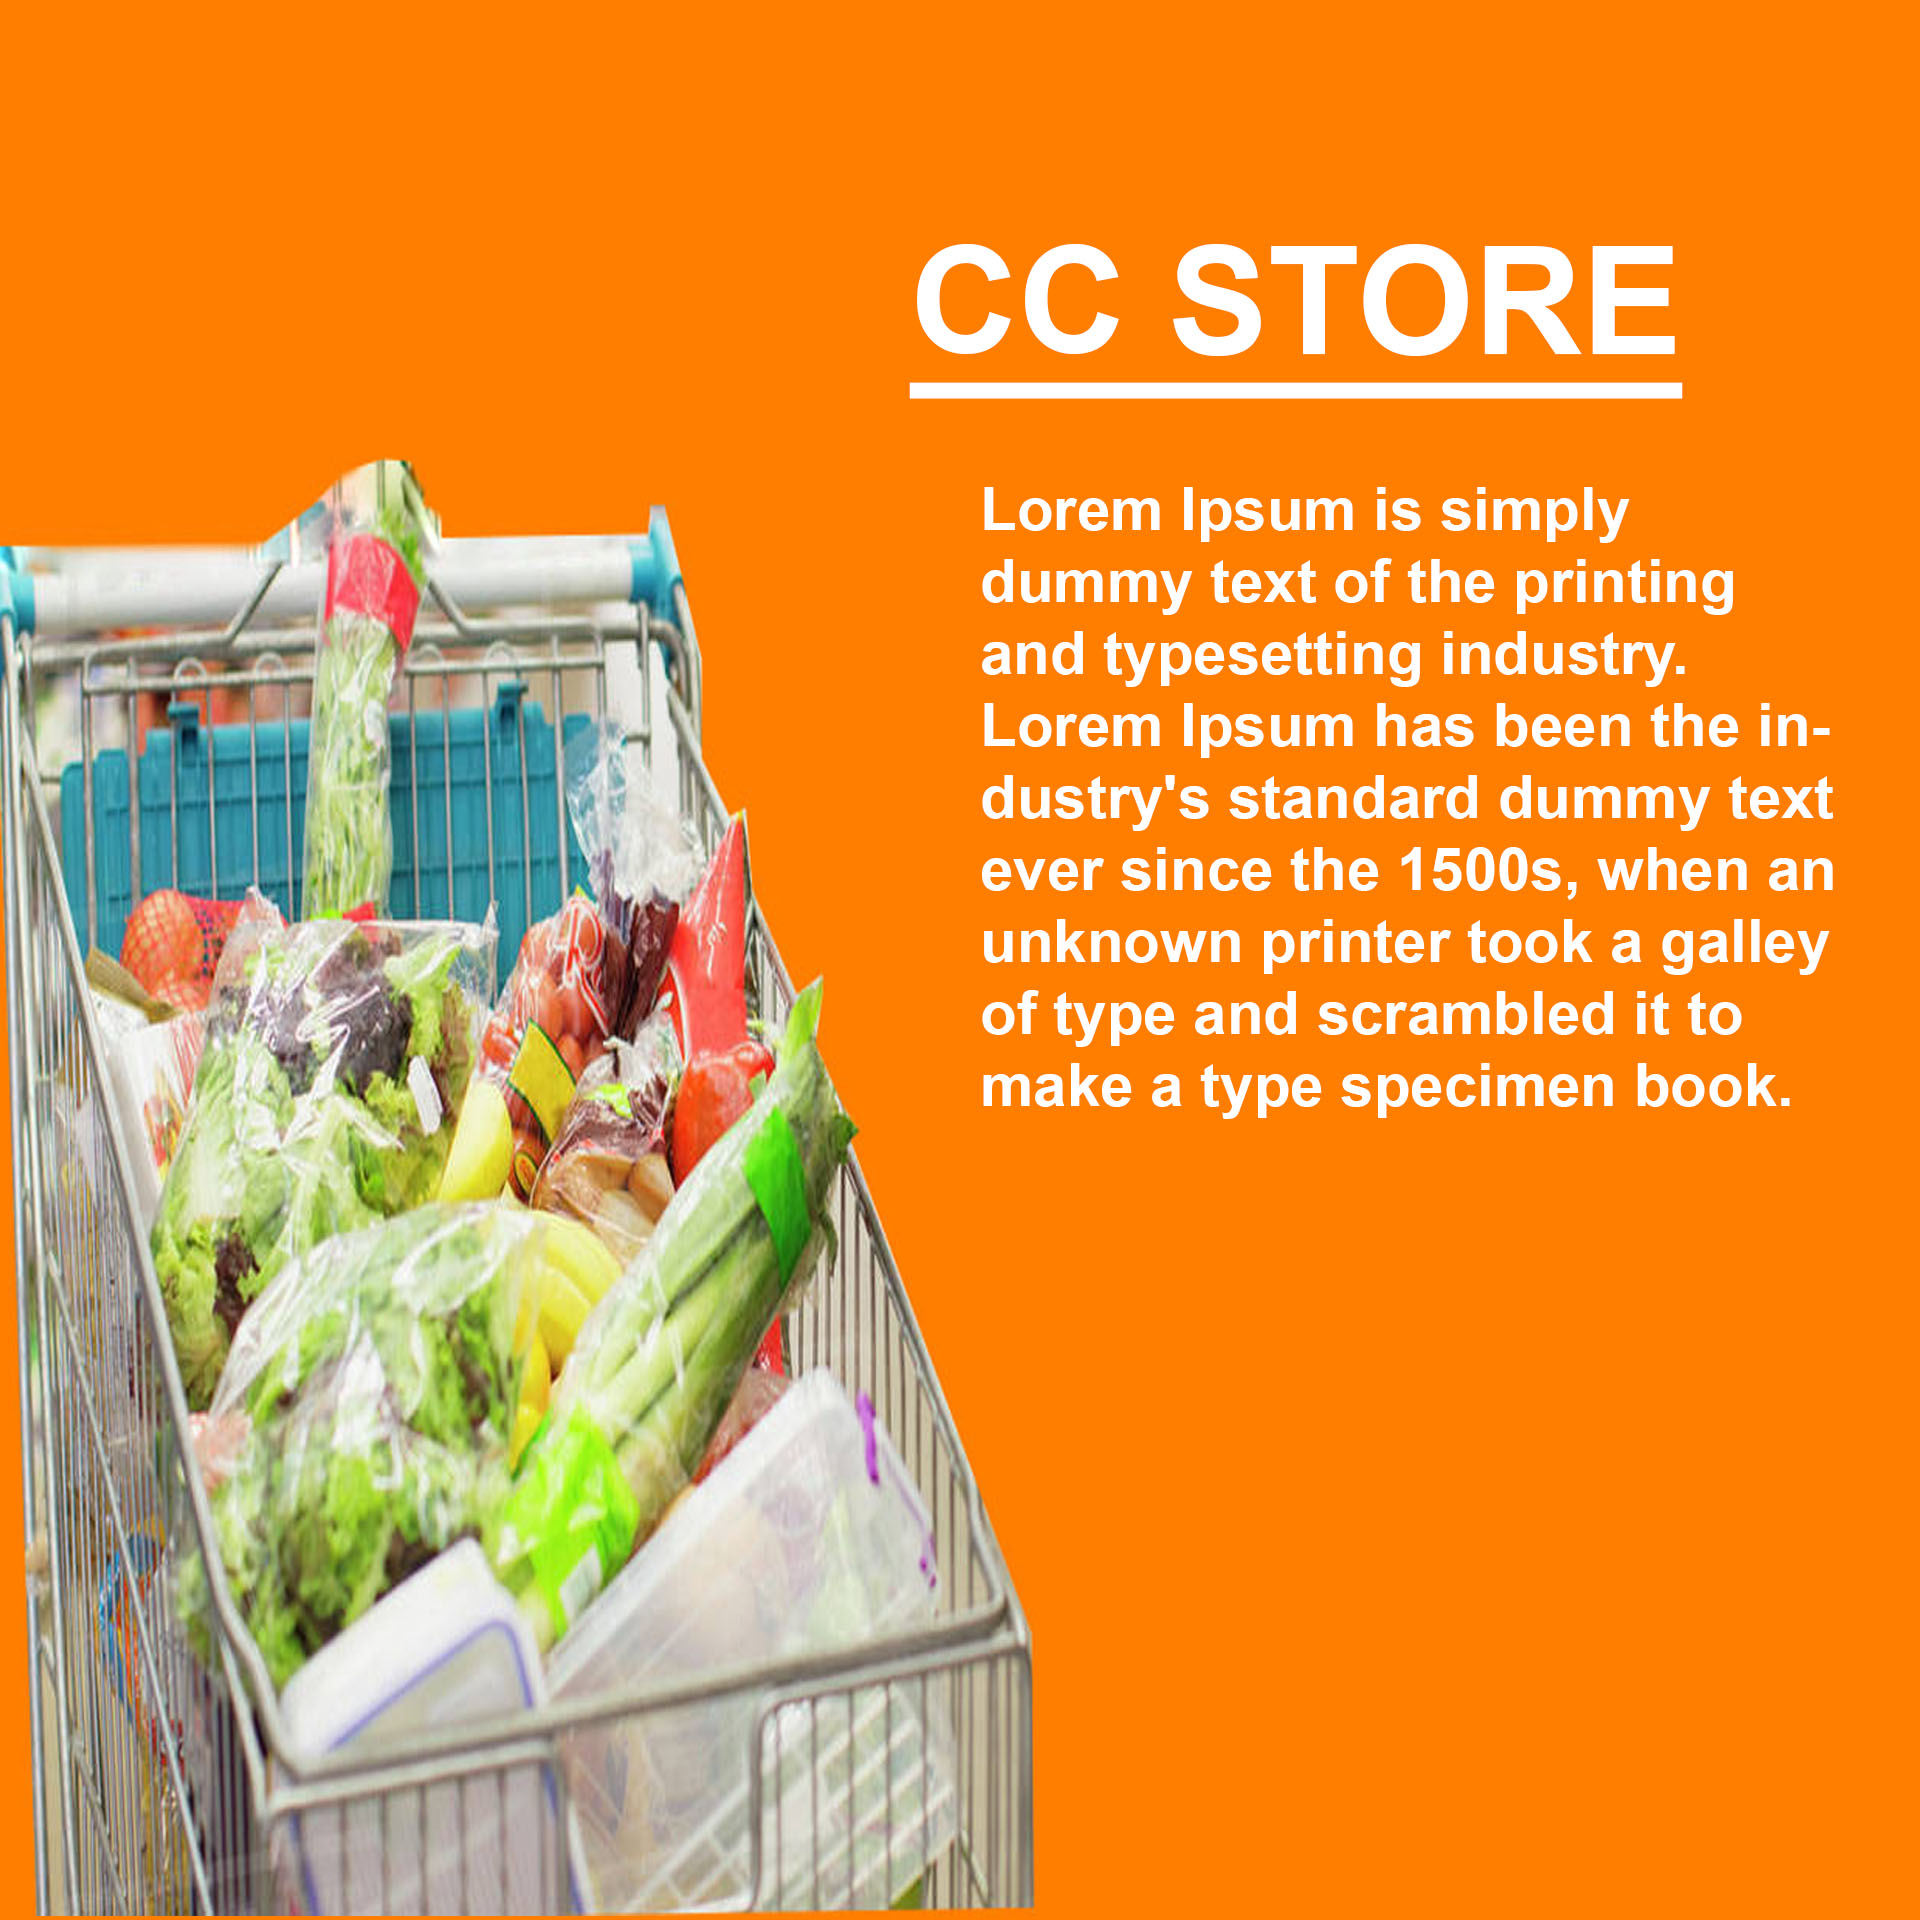 CC STORE
Lorem Ipsum is simply
dummy text of the printing
and typesetting industry.
Lorem Ipsum has been the in-
dustry's standard dummy text
ever since the 1500s, when an
unknown printer took a galley
of type and scrambled it to
make a type specimen book.